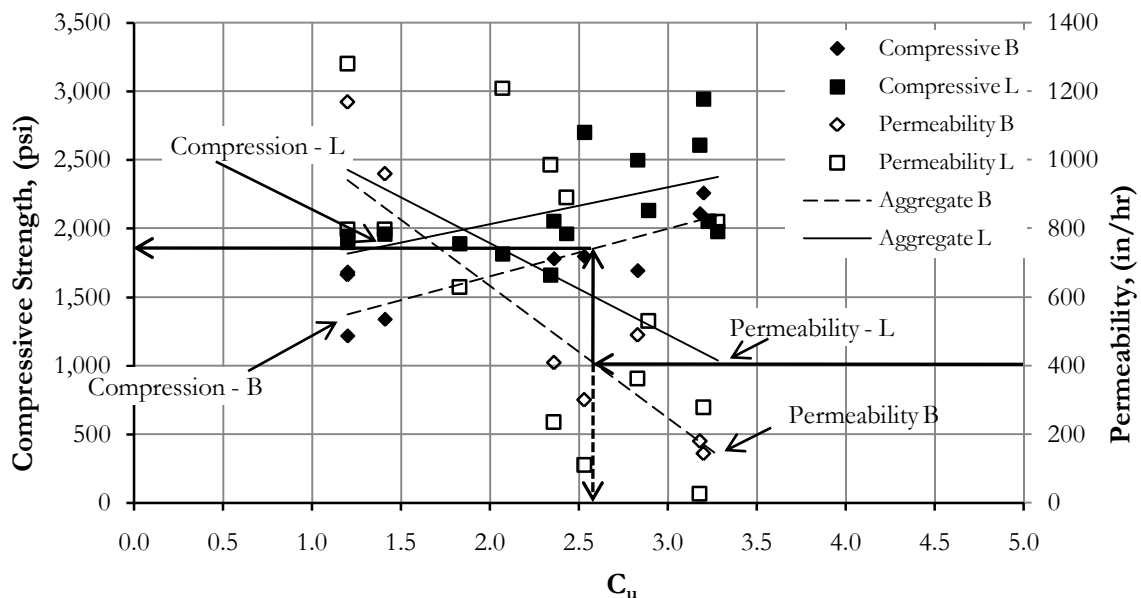 3,500
3,000
2,500
2,000
1,500
1,000
500
0
Compressivee Strength, (psi)
0.0 0.5 1.0 1.5 2.0 2.5 3.0 3.5 4.0 4.5 5.0
Cu
1400
1200
1000
800
600
400
200
0
Permeability, (in/hr)
Compressive B
Compressive L
Permeability B
Permeability L
Aggregate B
Aggregate L
Compression - L
Compression - B
Permeability - L
Permeability B